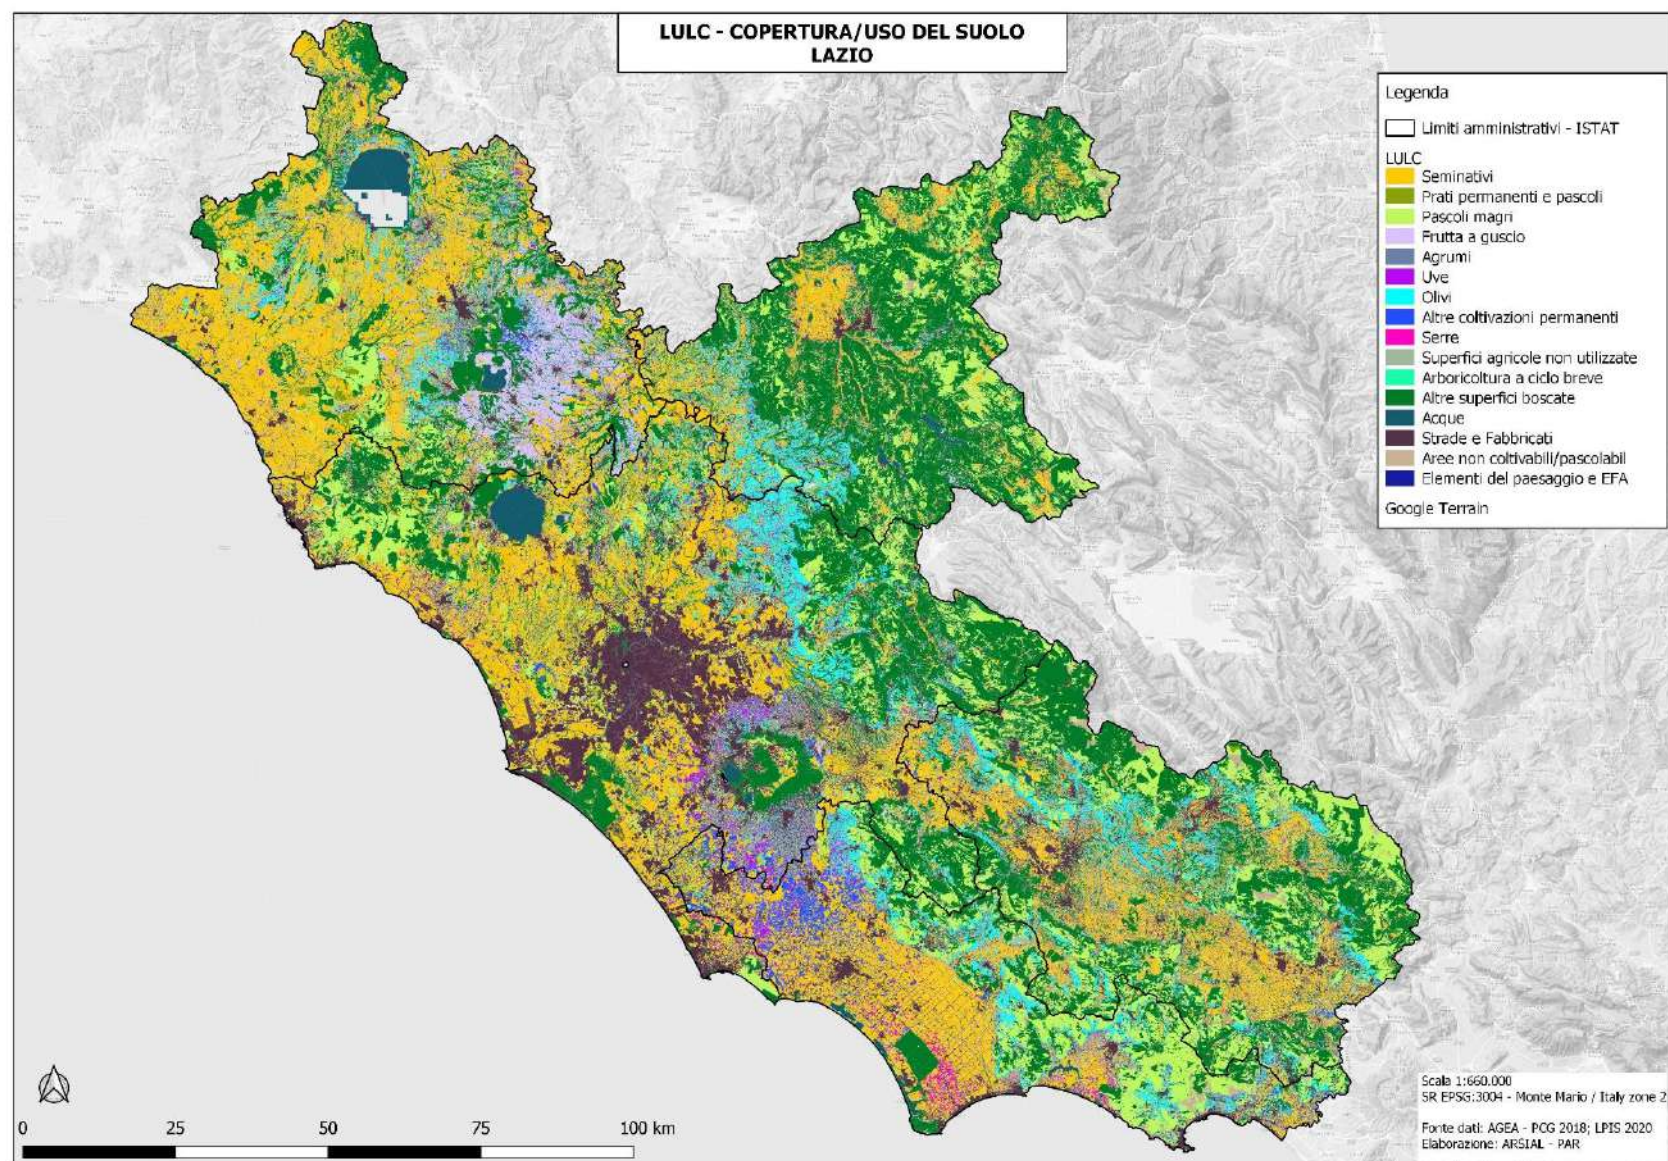 LULC - COPERTURA/USO DEL SUOLO
LAZIO
Legenda
Limiti amministrativi - ISTAT
LULC
Seminativi
Prati permanenti e pascoli
Pascoli magri
Frutta a guscio
Agrumi
Uve
Olivi
Altre coltivazioni permanenti
Serre
Superfici agricole non utilizzate
Arboricoltura a ciclo breve
Altre superfici boscate
Acque
Strade e Fabbricati
Aree non coltivabili/pascolabil
Elementi del paesaggio e EFA
Google Terrain
Scala 1:660.000
SR EPSG:3004 - Monte Mario / Italy zone 2
Fonte dati: AGEA - PCG 2018; LPIS 2020
Elaborazione: ARSIAL - PAR
0 25 50 75 100 km